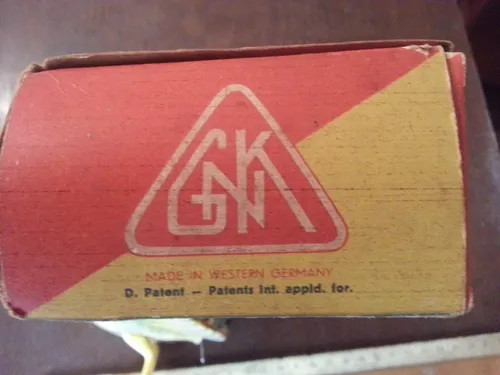 GNK
MADE IN WESTERN GERMANY
D. Patent — Patents int. appld. for.